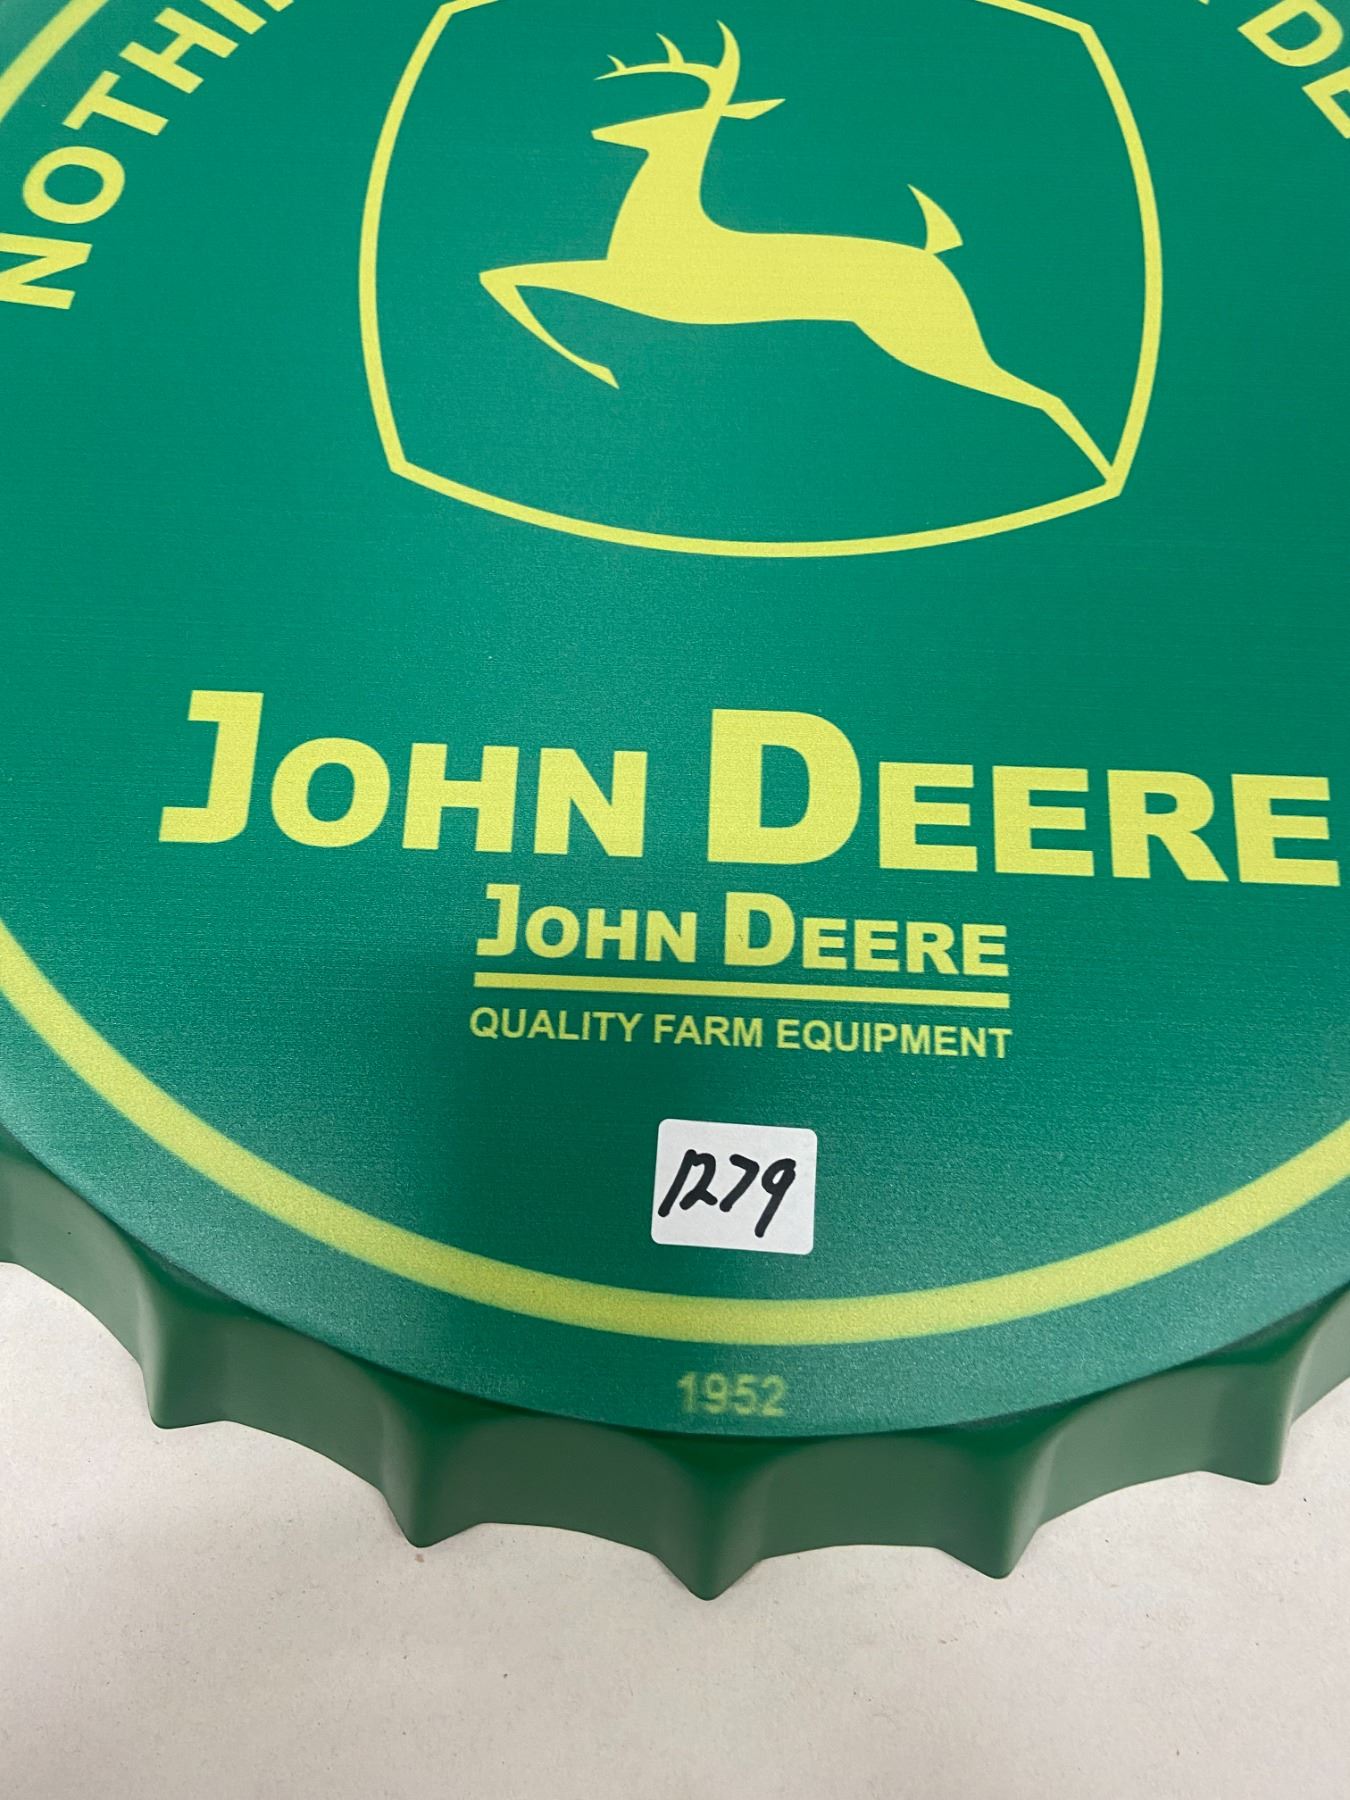 NOTHI
DE
JOHN DEERE
JOHN DEERE
QUALITY FARM EQUIPMENT
1279
1952